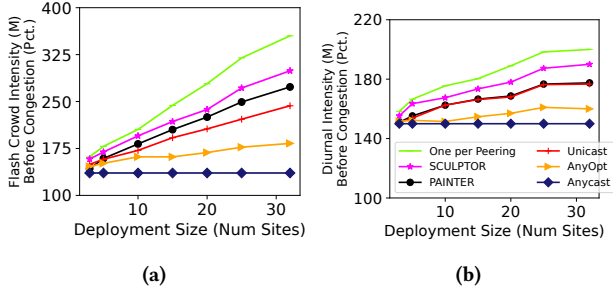 Flash Crowd Intensity (M)
Before Congestion (Pct.)
325
250
175
100
10
20
30
Deployment Size (Num Sites)
(a)
Diurnal Intensity (M)
Before Congestion (Pct.)
220
180
140
100
One per Peering
SCULPTOR
PAINTER
Unicast
AnyOpt
Anycast
10
20
30
Deployment Size (Num Sites)
(b)